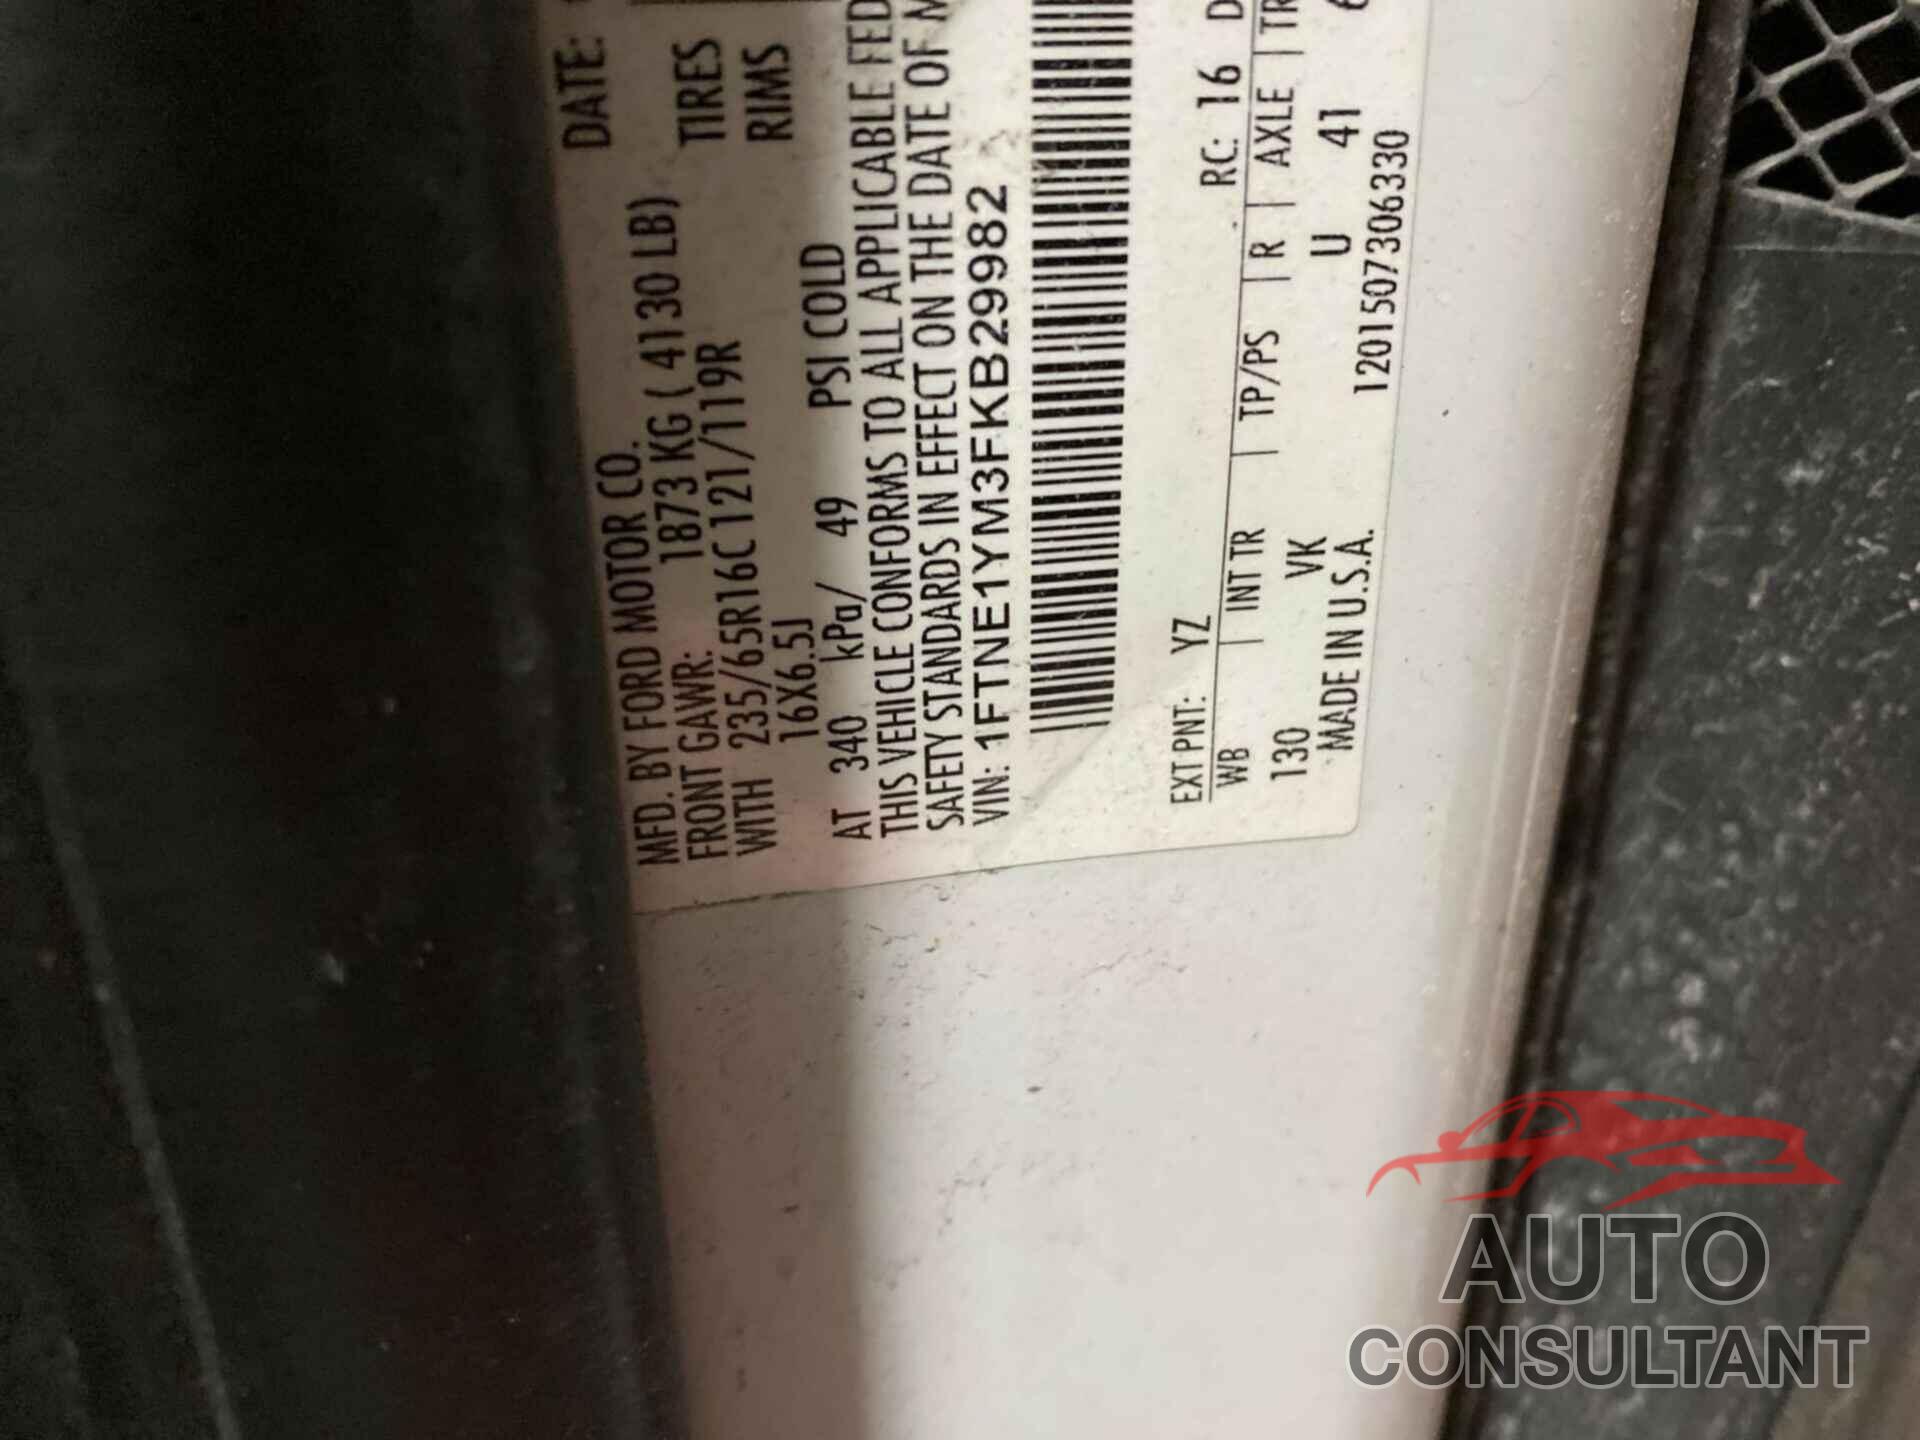 MFD. BY FORD MOTOR CO. DATE:
FRONT GAWR: 1873 KG ( 4130 LB)
WITH 235/65R16C 121/119R TIRES
16X6.5J RIMS
AT 340 kPa/ 49 PSI COLD
THIS VEHICLE CONFORMS TO ALL APPLICABLE FED
SAFETY STANDARDS IN EFFECT ON THE DATE OF M
VIN: 1FTNE1YM3FKB29982
EXT PNT: YZ RC: 16 D
WB | INT TR | TP/PS | R | AXLE | TR
130 VK U 41 6
MADE IN U.S.A. 12015073063330
AUTO
CONSULTANT